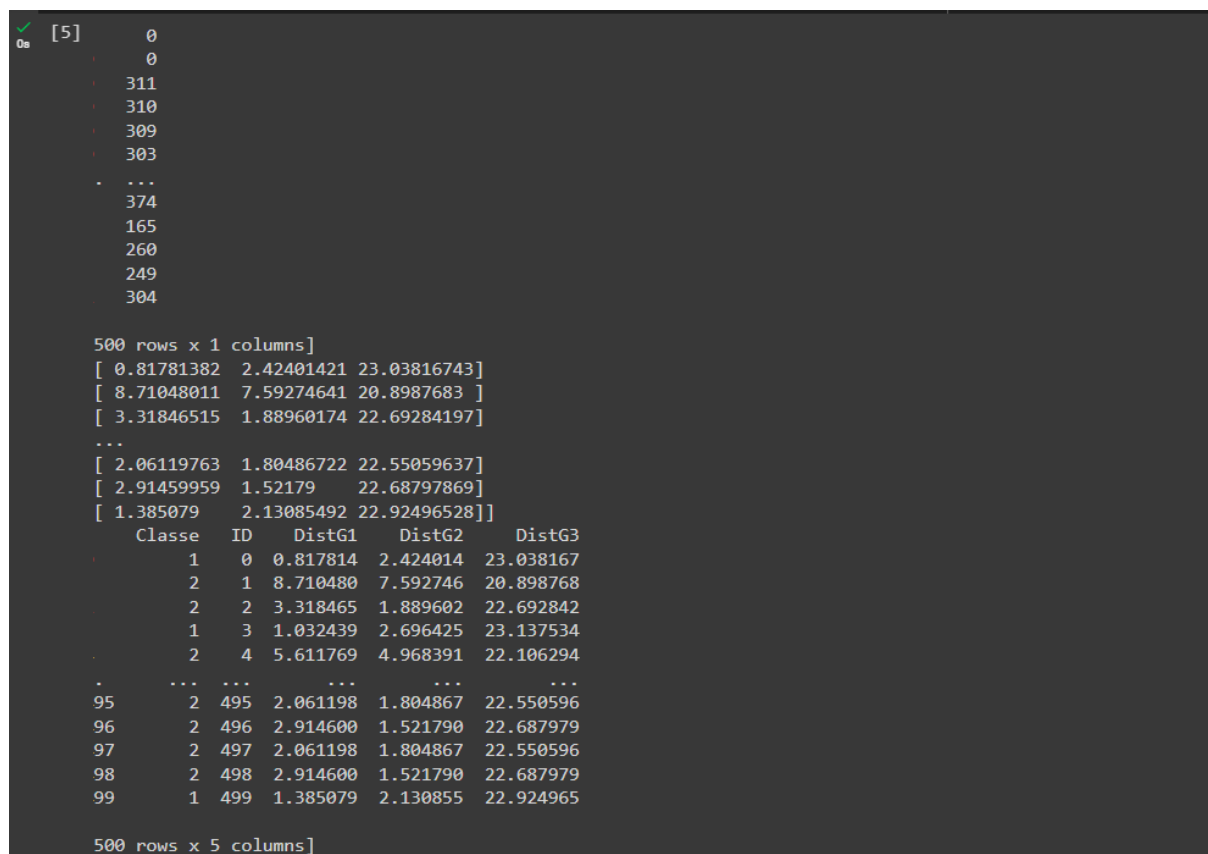 [5] 0
0s
0
311
310
309
303
. ...
374
165
260
249
304
500 rows x 1 columns]
[ 0.81781382 2.42401421 23.03816743]
[ 8.71048011 7.59274641 20.8987683 ]
[ 3.31846515 1.88960174 22.69284197]
...
[ 2.06119763 1.80486722 22.55059637]
[ 2.91459959 1.52179 22.68797869]
[ 1.385079 2.13085492 22.92496528]]
Classe ID DistG1 DistG2 DistG3
1 0 0.817814 2.424014 23.038167
2 1 8.710480 7.592746 20.898768
2 2 3.318465 1.889602 22.692842
1 3 1.032439 2.696425 23.137534
2 4 5.611769 4.968391 22.106294
. ... ... ... ... ...
95 2 495 2.061198 1.804867 22.550596
96 2 496 2.914600 1.521790 22.687979
97 2 497 2.061198 1.804867 22.550596
98 2 498 2.914600 1.521790 22.687979
99 1 499 1.385079 2.130855 22.924965
500 rows x 5 columns]